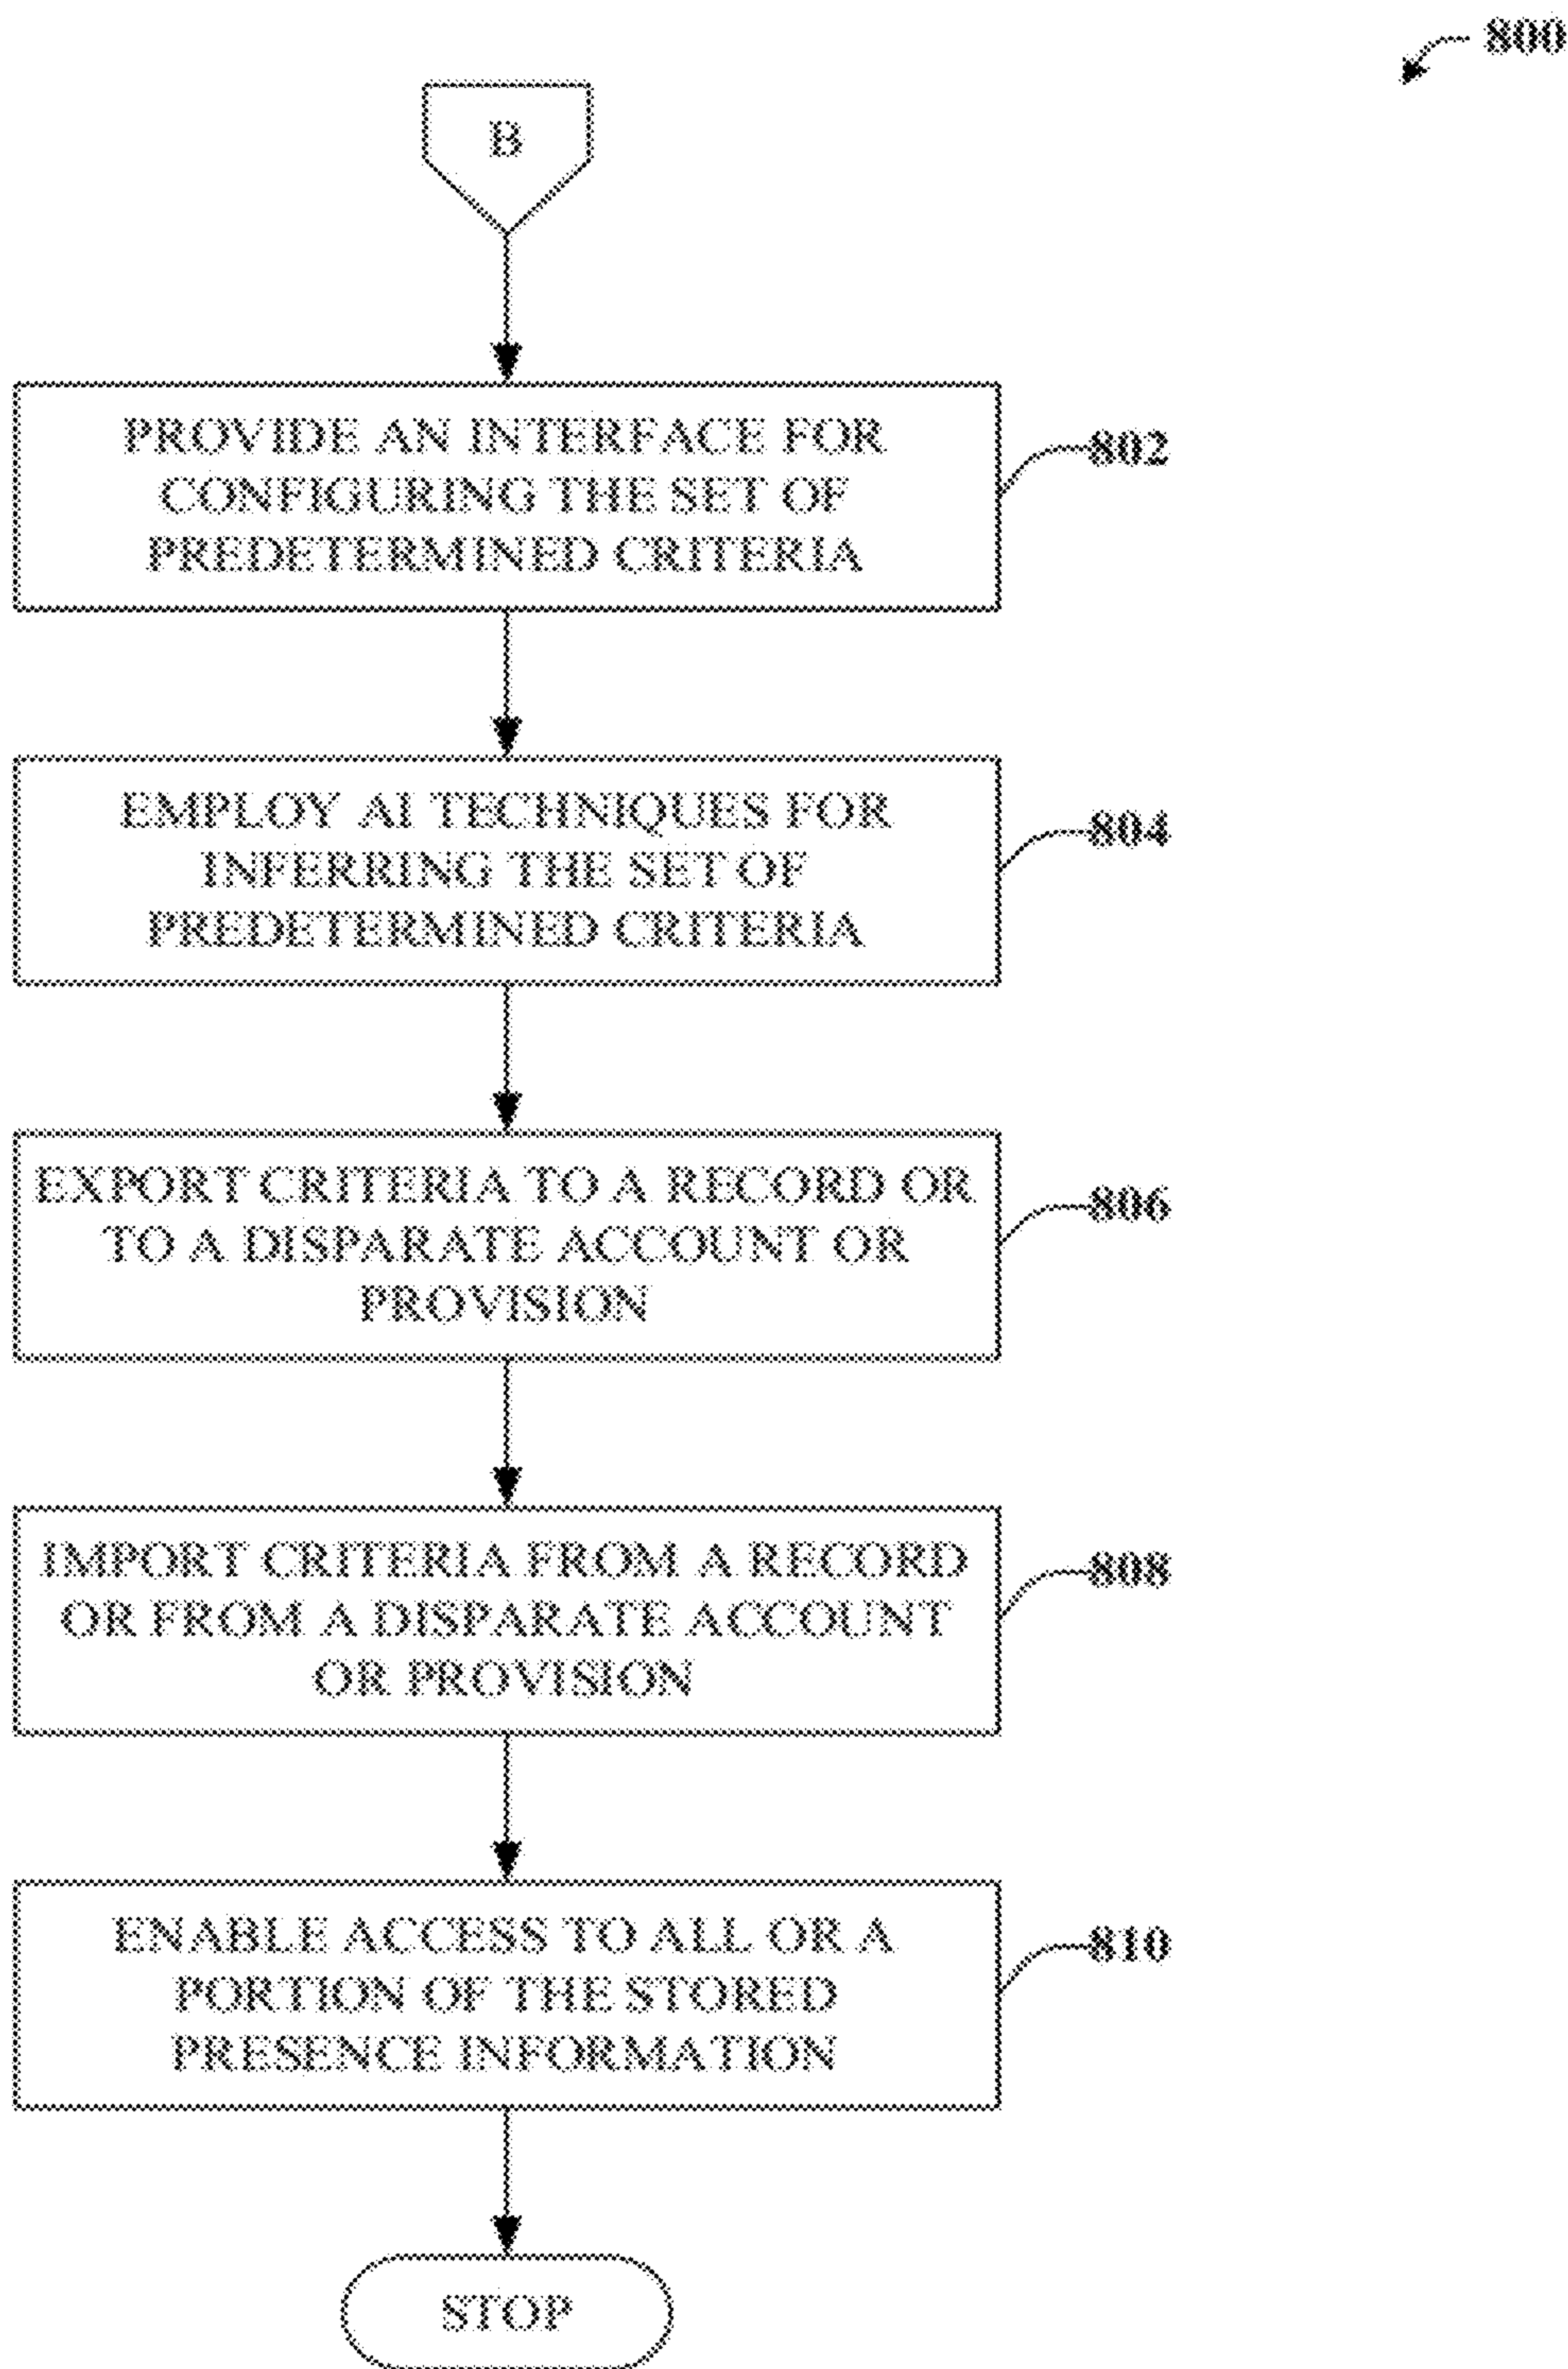 800
B
PROVIDE AN INTERFACE FOR
CONFIGURING THE SET OF
PREDETERMINED CRITERIA
802
EMPLOY AI TECHNIQUES FOR
INFERRING THE SET OF
PREDETERMINED CRITERIA
804
EXPORT CRITERIA TO A RECORD OR
TO A DISPARATE ACCOUNT OR
PROVISION
806
IMPORT CRITERIA FROM A RECORD
OR FROM A DISPARATE ACCOUNT
OR PROVISION
808
ENABLE ACCESS TO ALL OR A
PORTION OF THE STORED
PRESENCE INFORMATION
810
STOP